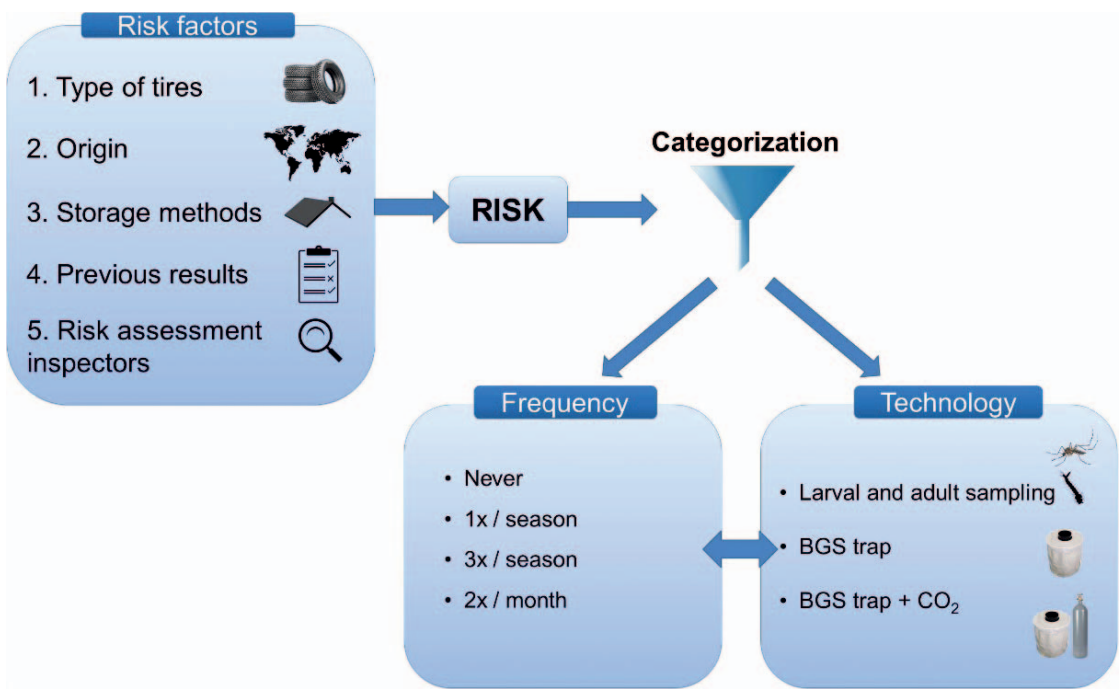 Risk factors
1. Type of tires
2. Origin
3. Storage methods
4. Previous results
5. Risk assessment
inspectors
RISK
Categorization
Frequency
• Never
• 1x / season
• 3x / season
• 2x / month
Technology
• Larval and adult sampling
• BGS trap
• BGS trap + CO₂